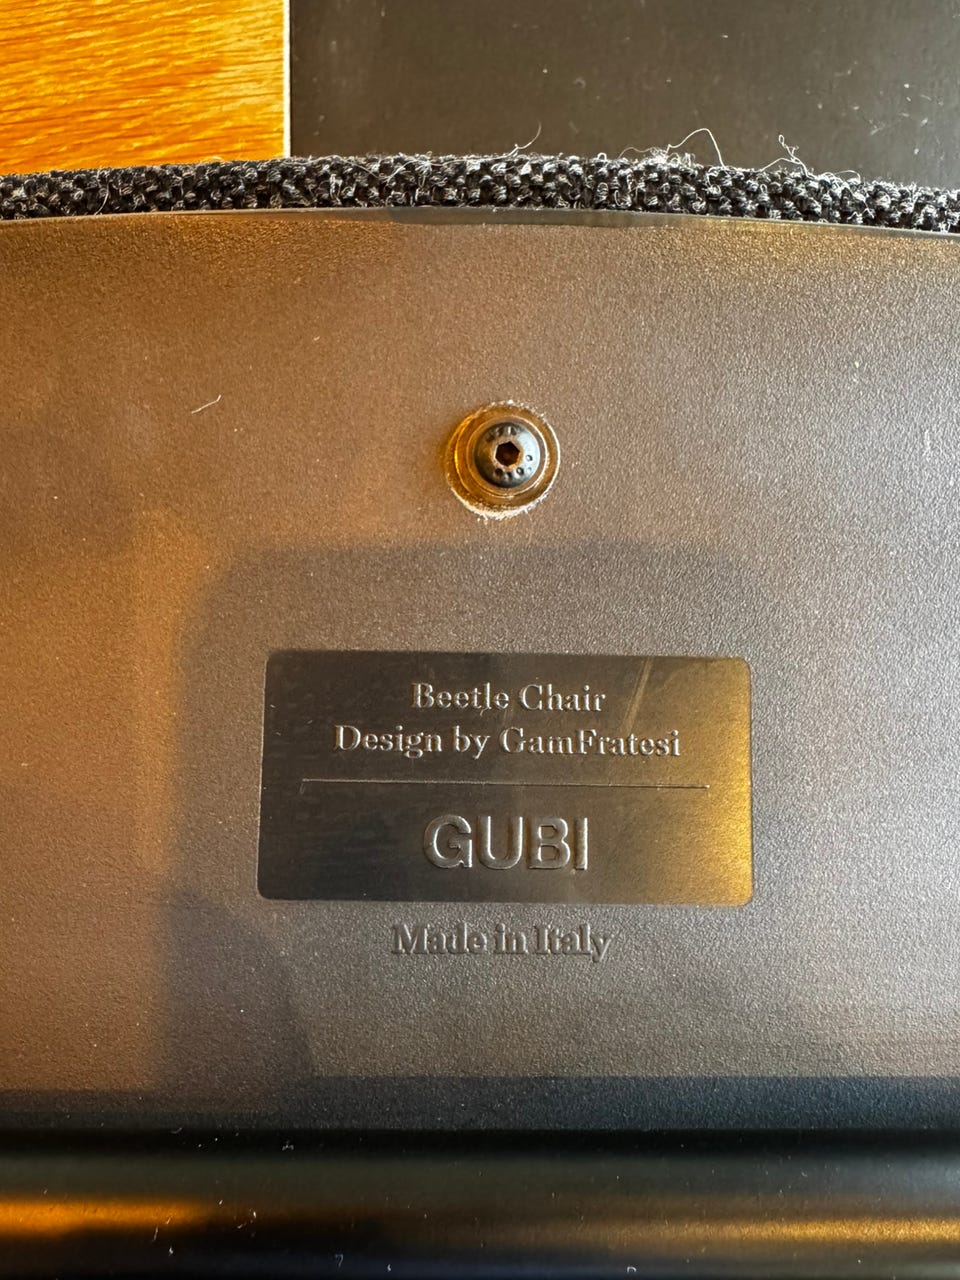 Beetle Chair
Design by GamFratesi
GUBI
Made in Italy